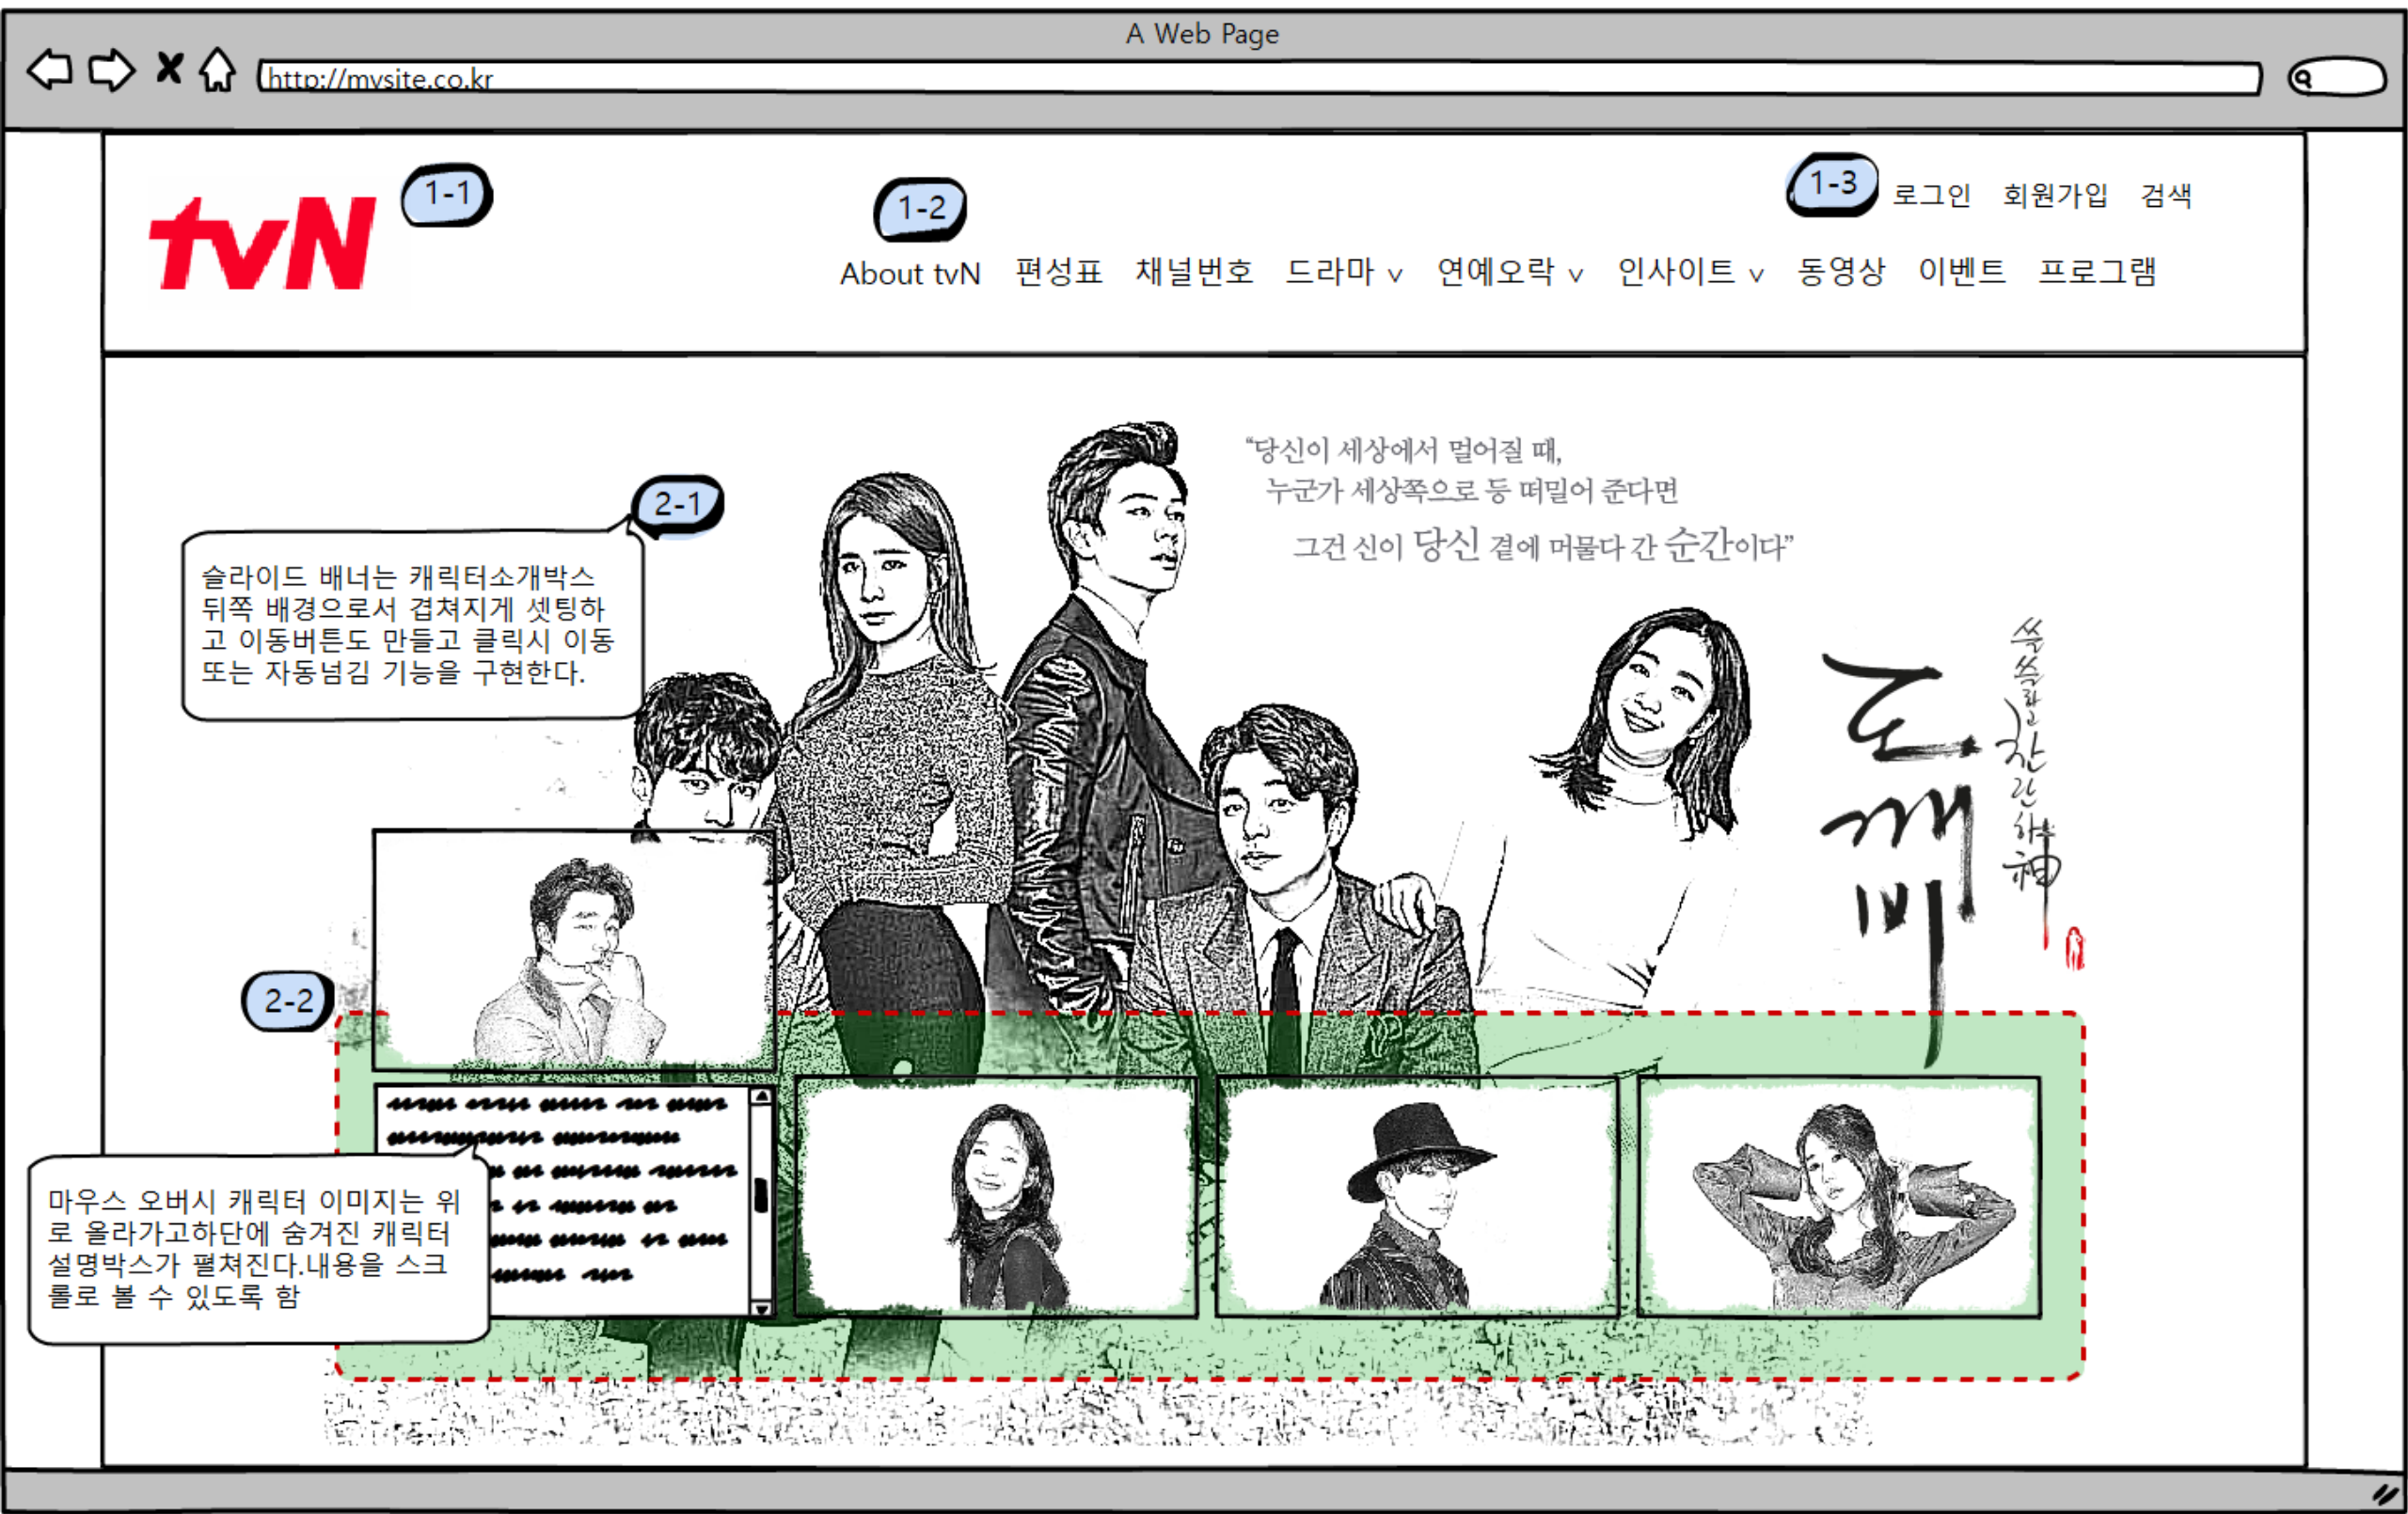 A Web Page
http://mysite.co.kr
tvN
1-1
1-2
1-3
로그인 회원가입 검색
About tvN 편성표 채널번호 드라마 ∨ 연예오락 ∨ 인사이트 ∨ 동영상 이벤트 프로그램
“당신이 세상에서 멀어질 때,
누군가 세상쪽으로 등 떠밀어 준다면
그건 신이 당신 곁에 머물다 간 순간이다”
2-1
슬라이드 배너는 캐릭터소개박스
뒤쪽 배경으로서 겹쳐지게 셋팅하
고 이동버튼도 만들고 클릭시 이동
또는 자동넘김 기능을 구현한다.
쓸쓸하고 찬란하神
도깨비
2-2
마우스 오버시 캐릭터 이미지는 위
로 올라가고하단에 숨겨진 캐릭터
설명박스가 펼쳐진다.내용을 스크
롤로 볼 수 있도록 함